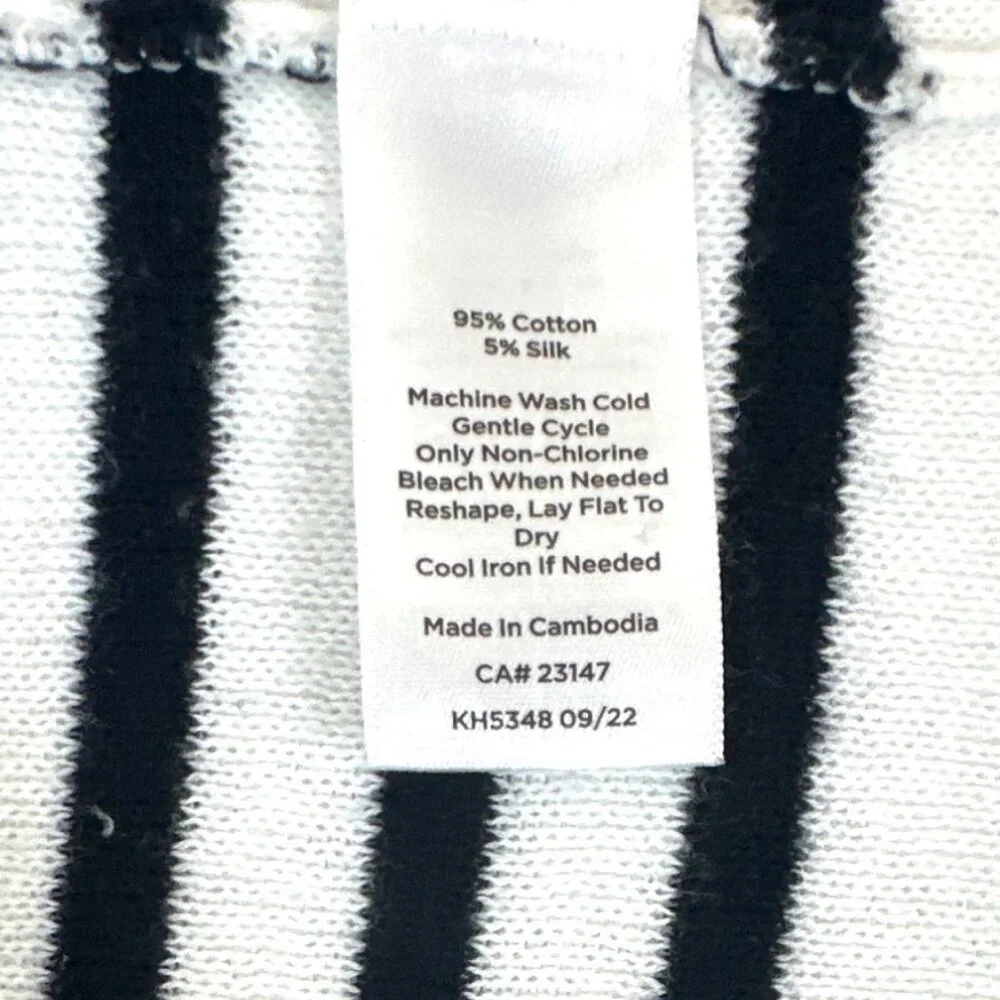 95% Cotton
5% Silk
Machine Wash Cold
Gentle Cycle
Only Non-Chlorine
Bleach When Needed
Reshape, Lay Flat To
Dry
Cool Iron If Needed
Made In Cambodia
CA# 23147
KH5348 09/22